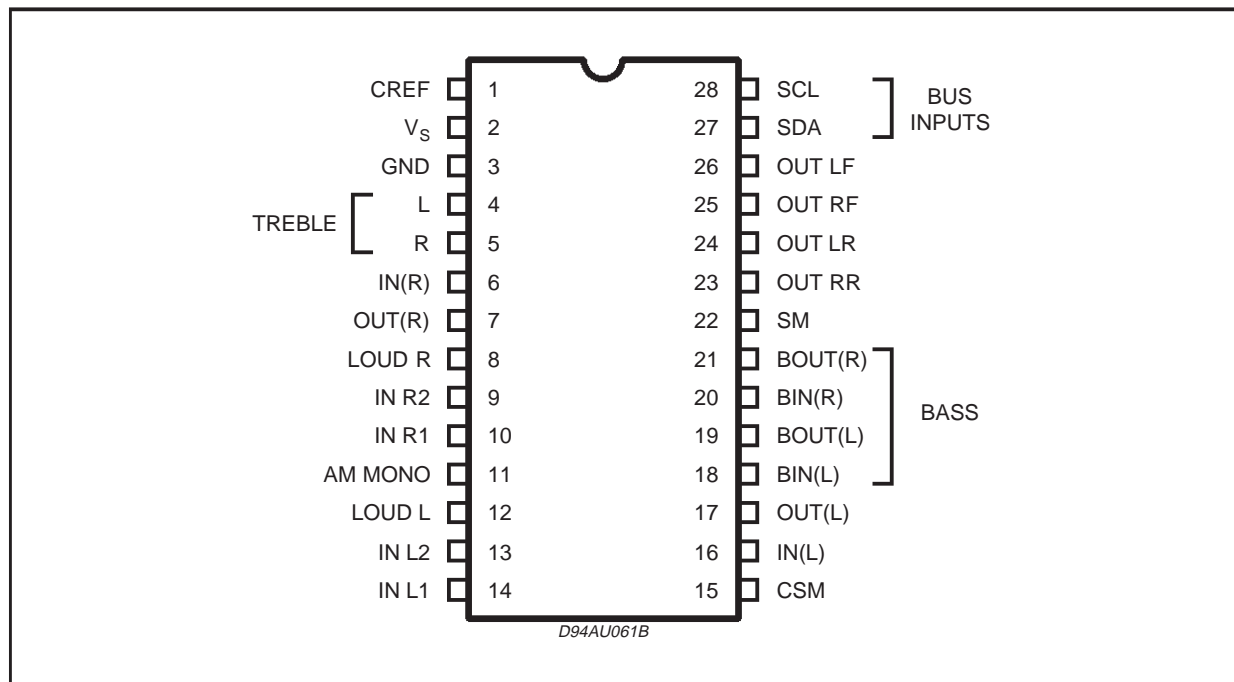 CREF 1 28 SCL
BUS
INPUTS
VS 2 27 SDA
GND 3 26 OUT LF
TREBLE
L 4 25 OUT RF
R 5 24 OUT LR
IN(R) 6 23 OUT RR
OUT(R) 7 22 SM
LOUD R 8 21 BOUT(R)
IN R2 9 20 BIN(R)
BASS
IN R1 10 19 BOUT(L)
AM MONO 11 18 BIN(L)
LOUD L 12 17 OUT(L)
IN L2 13 16 IN(L)
IN L1 14 15 CSM
D94AU061B